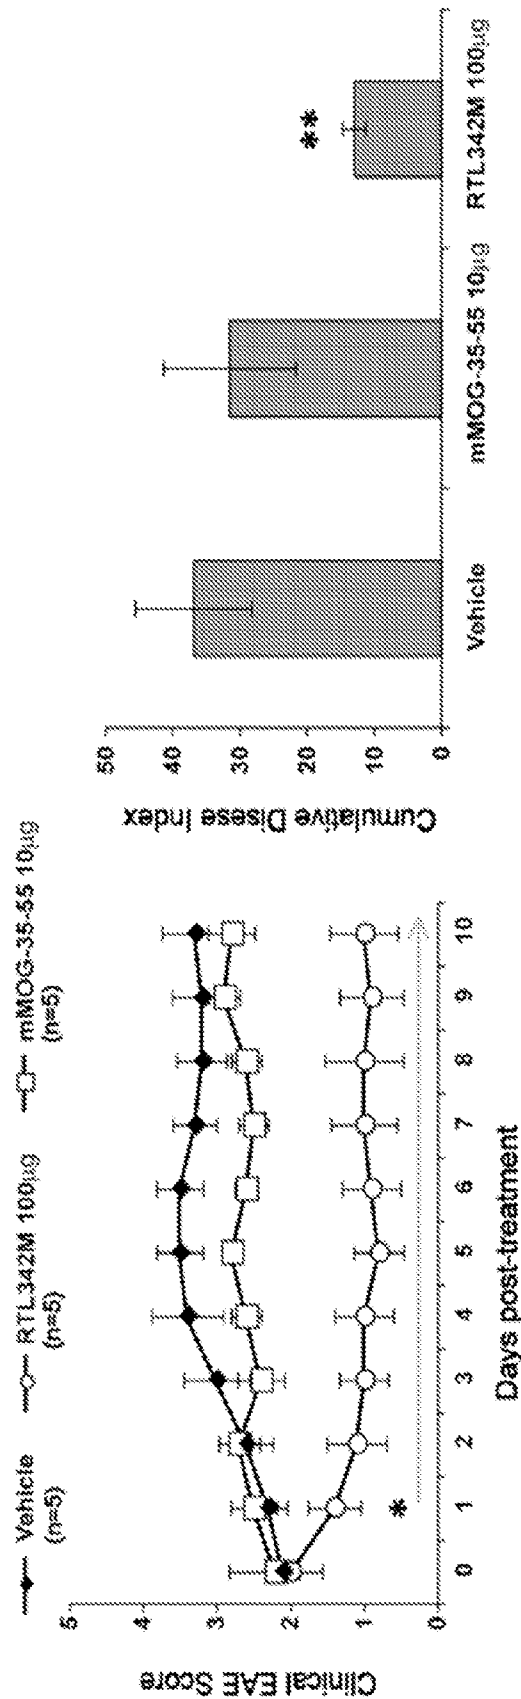 Vehicle
(n=5)
RTL342M 100µg
(n=5)
mMOG-35-55 10µg
(n=5)
Clinical EAE Score
5
4
3
2
1
0
*
0 1 2 3 4 5 6 7 8 9 10
Days post-treatment
Cumulative Disese Index
50
40
30
20
10
0
**
Vehicle
mMOG-35-55 10µg
RTL342M 100µg